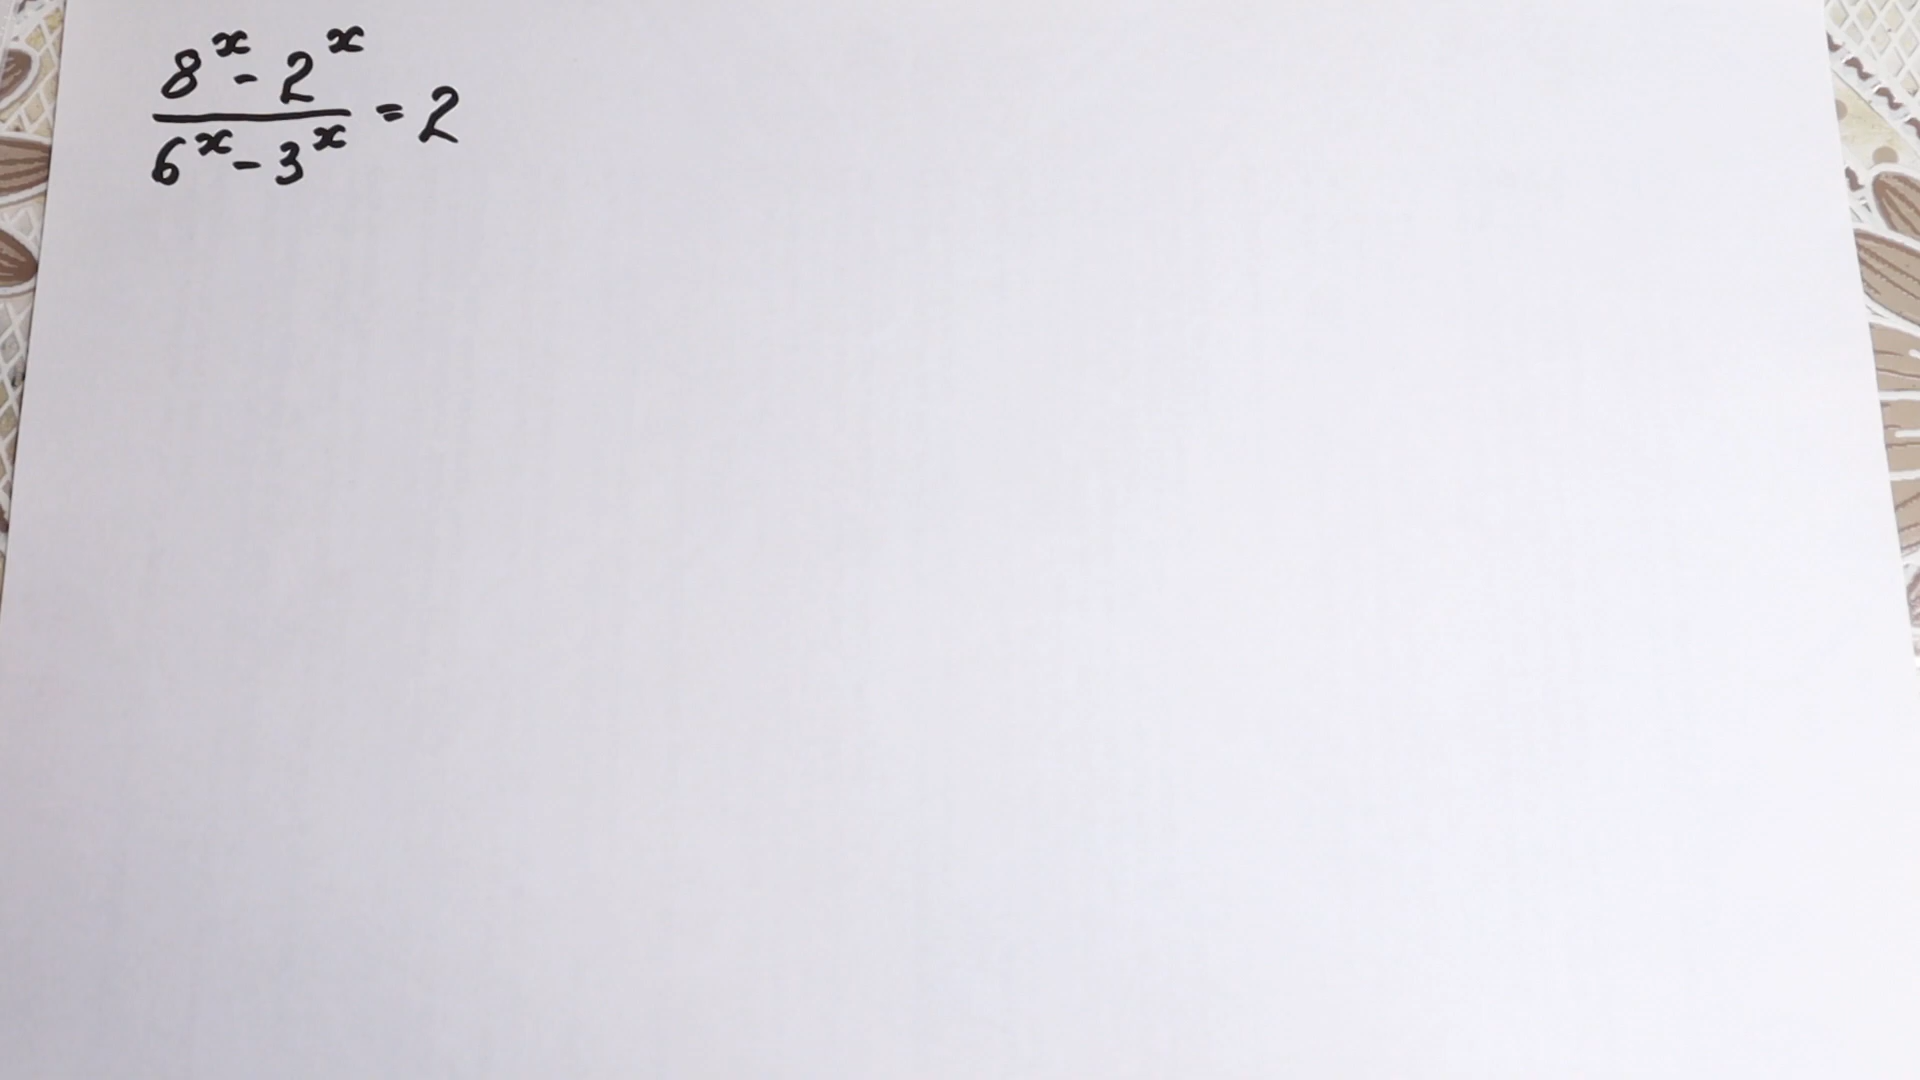 8^x - 2^x
6^x - 3^x = 2